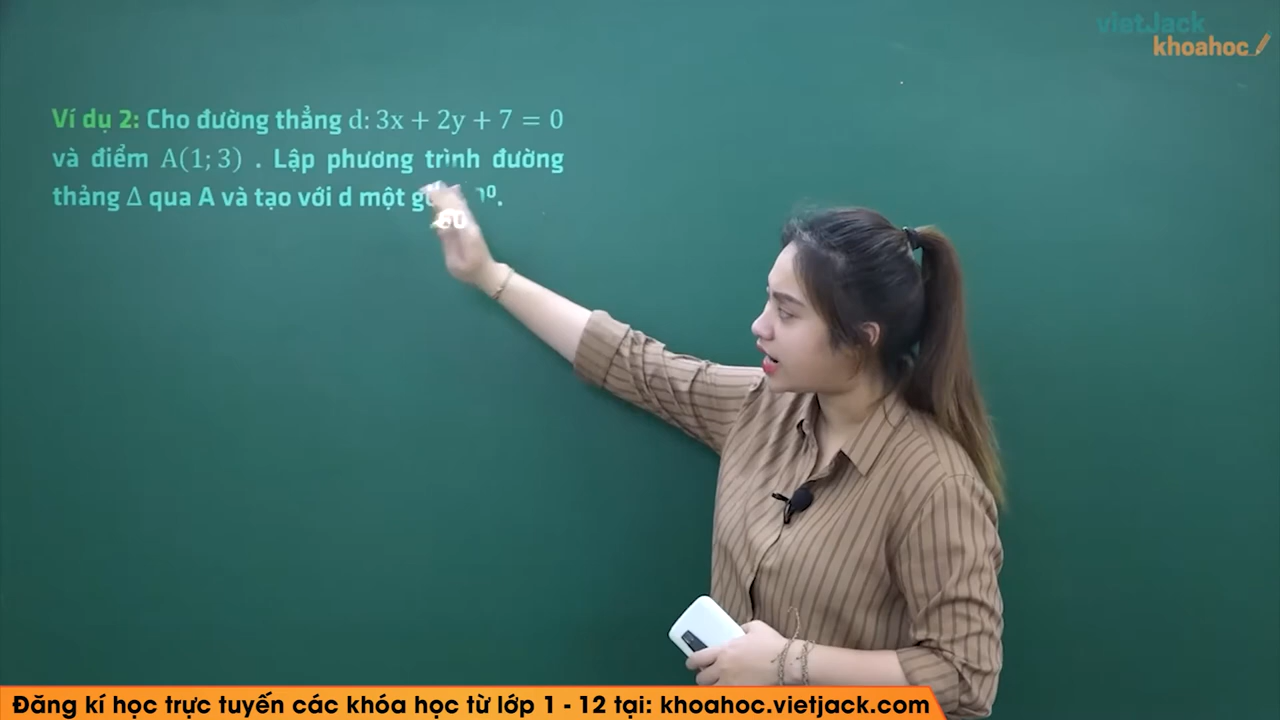 vietJack
khoahoc
Ví dụ 2: Cho đường thẳng d: 3x + 2y + 7 = 0
và điểm A(1; 3) . Lập phương trình đường
thảng Δ qua A và tạo với d một
60
Đăng kí học trực tuyến các khóa học từ lớp 1 - 12 tại: khoahoc.vietjack.com